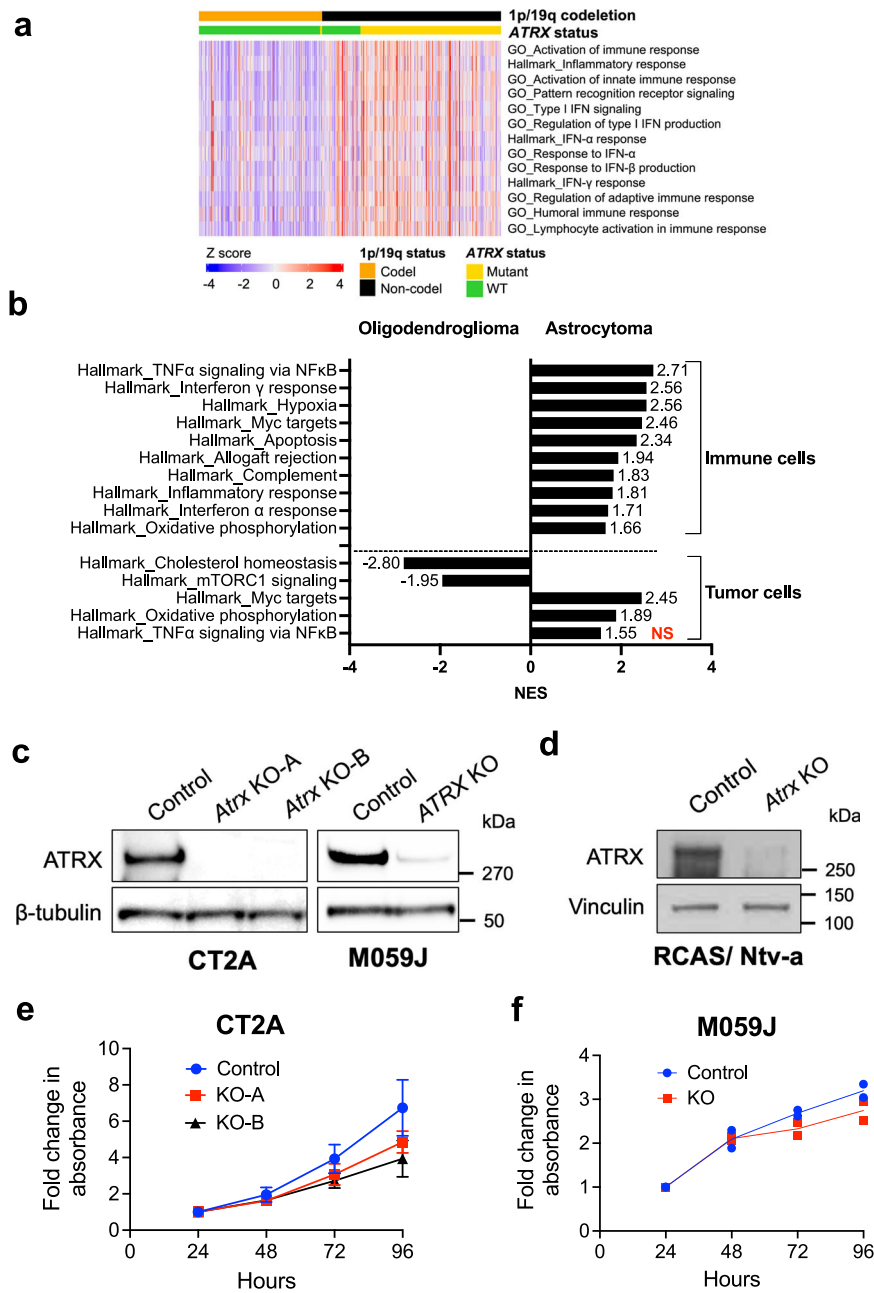 a
1p/19q codeletion
ATRX status
GO_Activation of immune response
Hallmark_Inflammatory response
GO_Activation of innate immune response
GO_Pattern recognition receptor signaling
GO_Type I IFN signaling
GO_Regulation of type I IFN production
Hallmark_IFN-α response
GO_Response to IFN-α
GO_Response to IFN-β production
Hallmark_IFN-γ response
GO_Regulation of adaptive immune response
GO_Humoral immune response
GO_Lymphocyte activation in immune response
Z score
-4 -2 0 2 4
1p/19q status
Codel
Non-codel
ATRX status
Mutant
WT
b
Oligodendroglioma Astrocytoma
Hallmark_TNFα signaling via NFκB 2.71
Hallmark_Interferon γ response 2.56
Hallmark_Hypoxia 2.56
Hallmark_Myc targets 2.46
Hallmark_Apoptosis 2.34
Hallmark_Allogaft rejection 1.94
Hallmark_Complement 1.83
Hallmark_Inflammatory response 1.81
Hallmark_Interferon α response 1.71
Hallmark_Oxidative phosphorylation 1.66
Immune cells
Hallmark_Cholesterol homeostasis -2.80
Hallmark_mTORC1 signaling -1.95
Hallmark_Myc targets 2.45
Hallmark_Oxidative phosphorylation 1.89
Hallmark_TNFα signaling via NFκB 1.55 NS
Tumor cells
-4 -2 0 2 4
NES
c
Control Atrx KO-A Atrx KO-B Control ATRX KO
kDa
ATRX
270
β-tubulin
50
CT2A M059J
d
Control Atrx KO
kDa
ATRX
250
Vinculin
150
100
RCAS/ Ntv-a
e
CT2A
Fold change in
absorbance
10
8
6
4
2
0
Control
KO-A
KO-B
0 24 48 72 96
Hours
f
M059J
Fold change in
absorbance
4
3
2
1
0
Control
KO
0 24 48 72 96
Hours